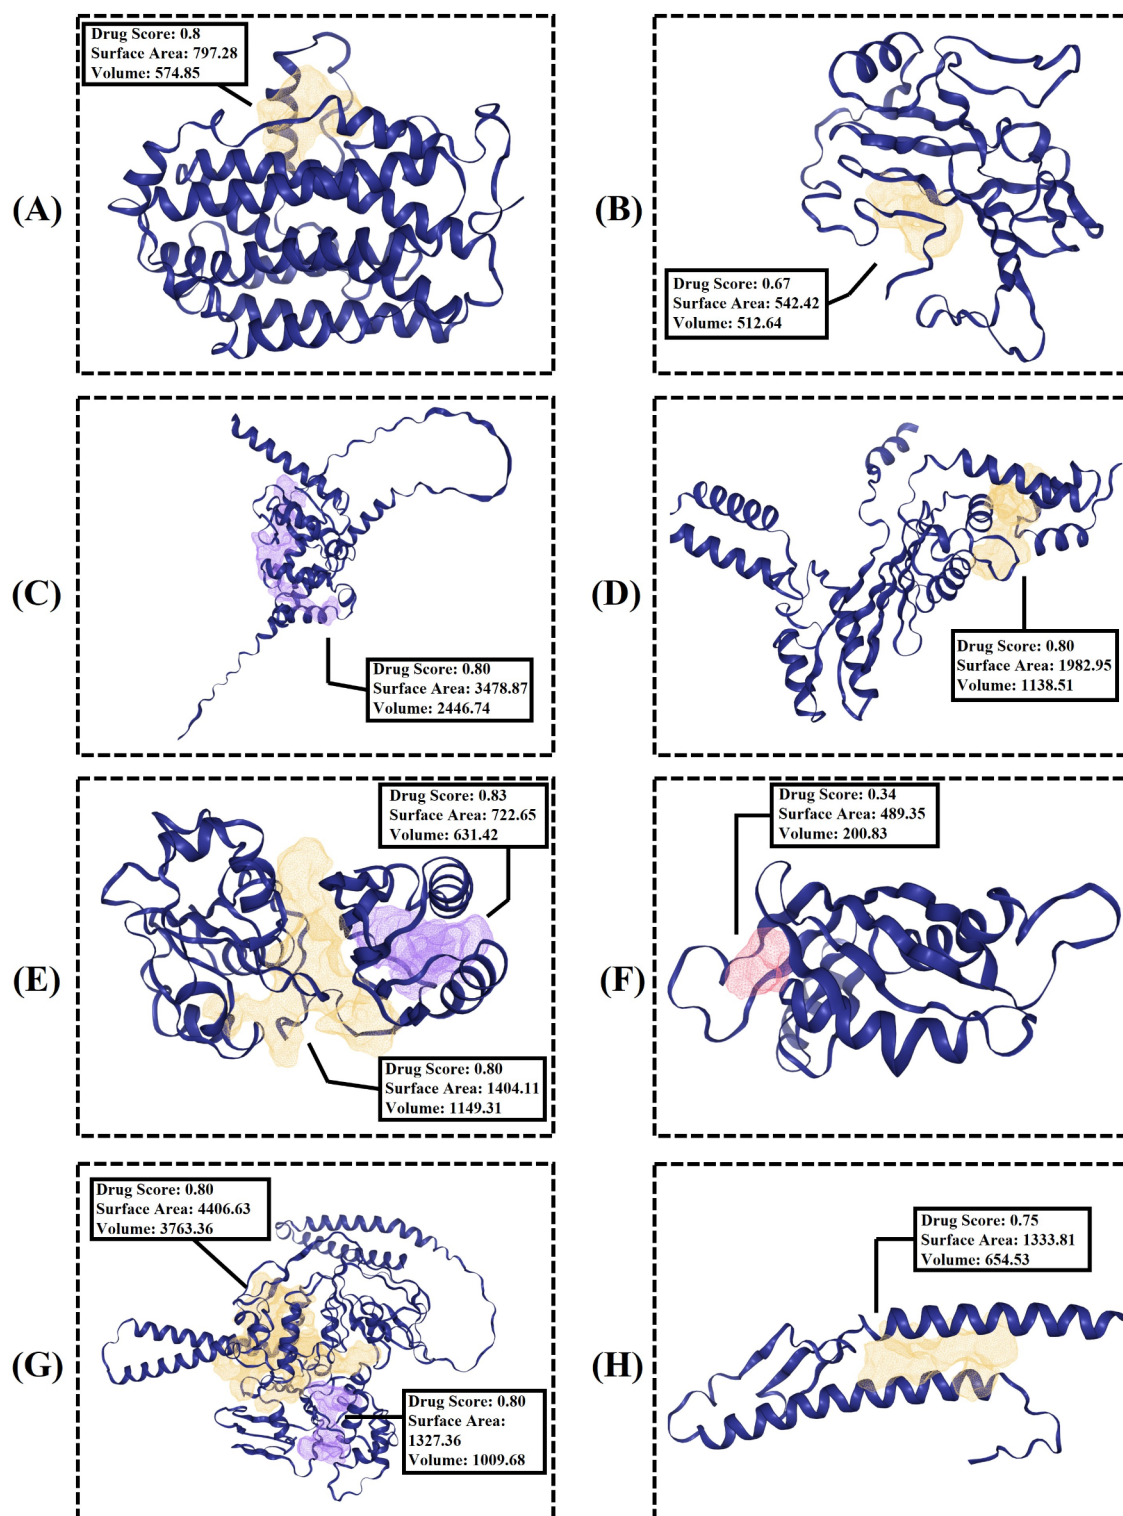 Drug Score: 0.8
Surface Area: 797.28
Volume: 574.85
(A)
Drug Score: 0.67
Surface Area: 542.42
Volume: 512.64
(B)
Drug Score: 0.80
Surface Area: 3478.87
Volume: 2446.74
(C)
Drug Score: 0.80
Surface Area: 1982.95
Volume: 1138.51
(D)
Drug Score: 0.83
Surface Area: 722.65
Volume: 631.42
(E)
Drug Score: 0.80
Surface Area: 1404.11
Volume: 1149.31
Drug Score: 0.34
Surface Area: 489.35
Volume: 200.83
(F)
Drug Score: 0.80
Surface Area: 4406.63
Volume: 3763.36
(G)
Drug Score: 0.80
Surface Area:
1327.36
Volume: 1009.68
Drug Score: 0.75
Surface Area: 1333.81
Volume: 654.53
(H)